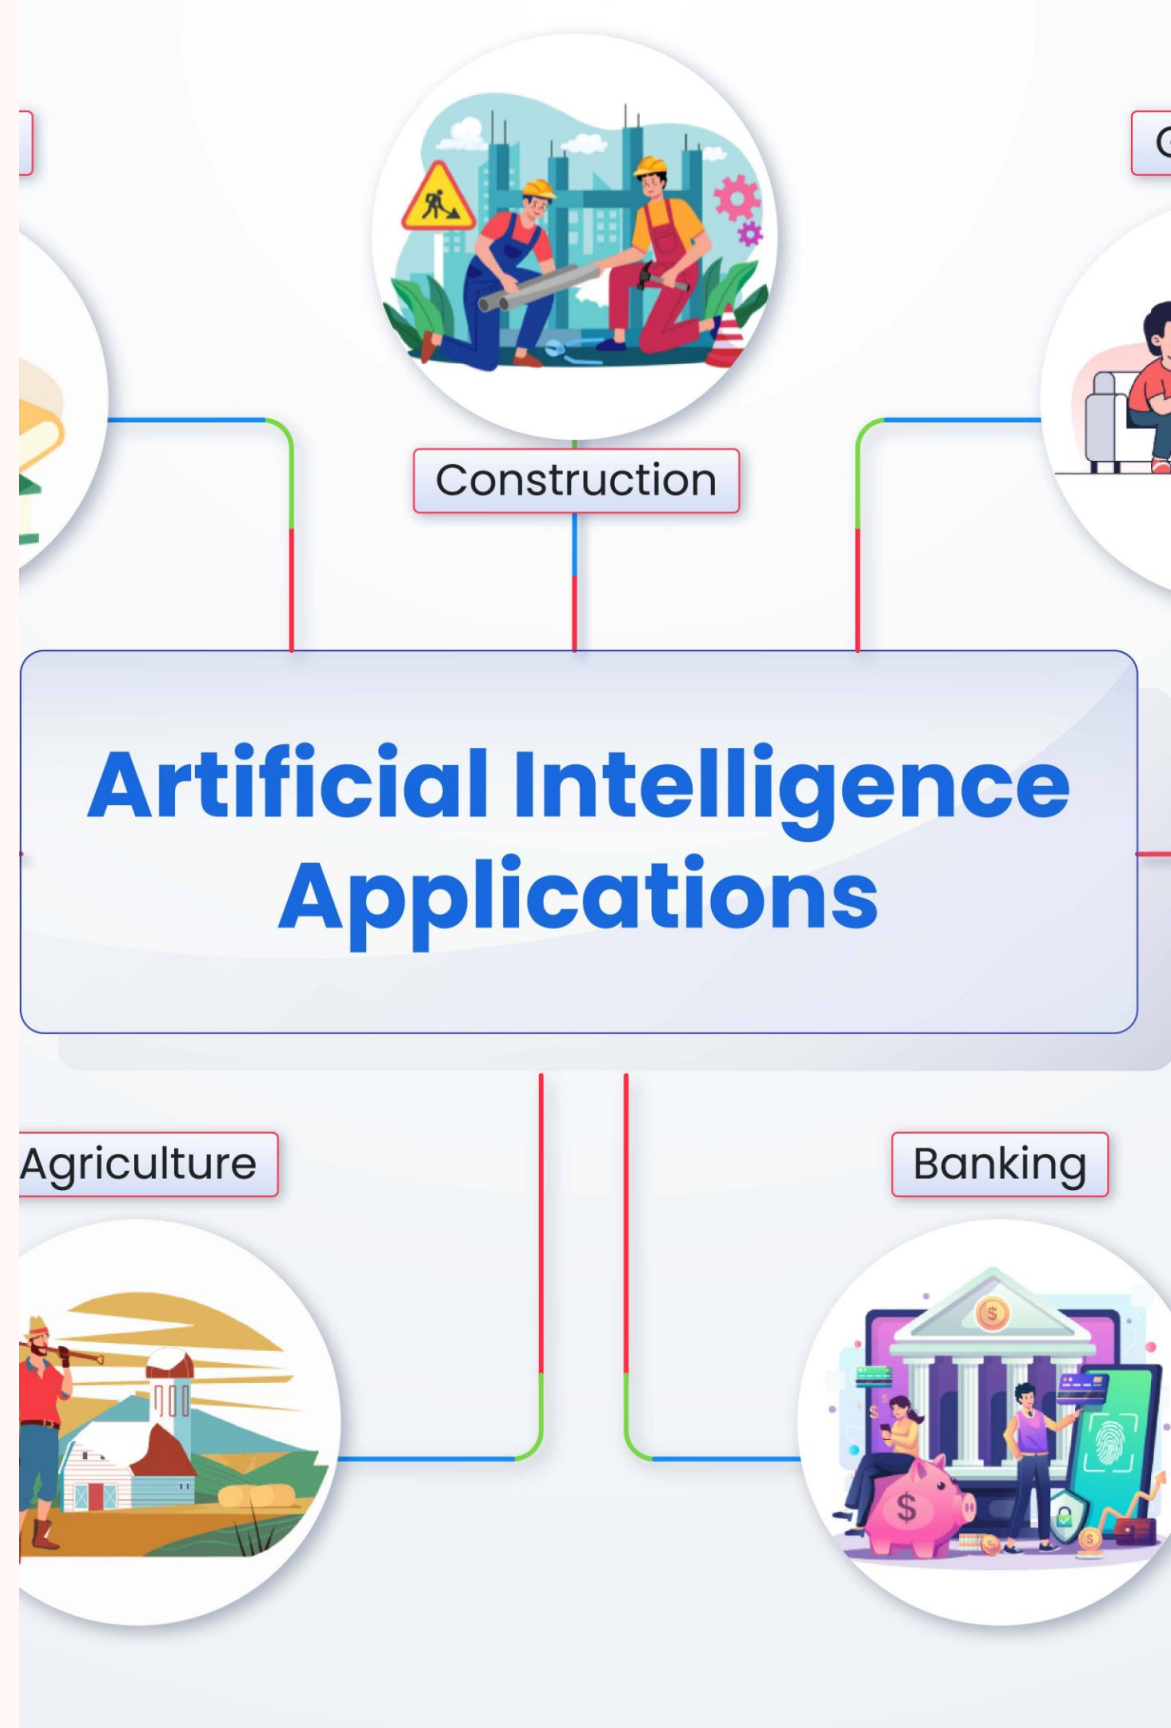 Construction
Artificial Intelligence
Applications
Agriculture
Banking